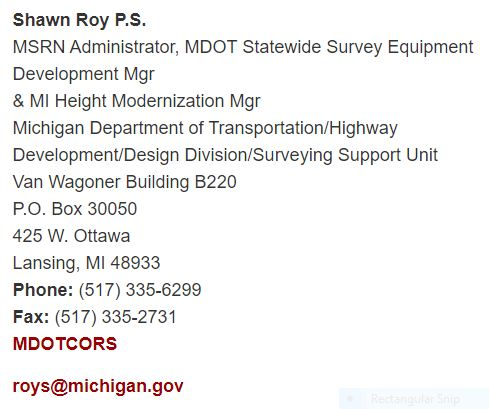 Shawn Roy P.S.
MSRN Administrator, MDOT Statewide Survey Equipment
Development Mgr
& MI Height Modernization Mgr
Michigan Department of Transportation/Highway
Development/Design Division/Surveying Support Unit
Van Wagoner Building B220
P.O. Box 30050
425 W. Ottawa
Lansing, MI 48933
Phone: (517) 335-6299
Fax: (517) 335-2731
MDOTCORS
roys@michigan.gov
Rectangular Snip